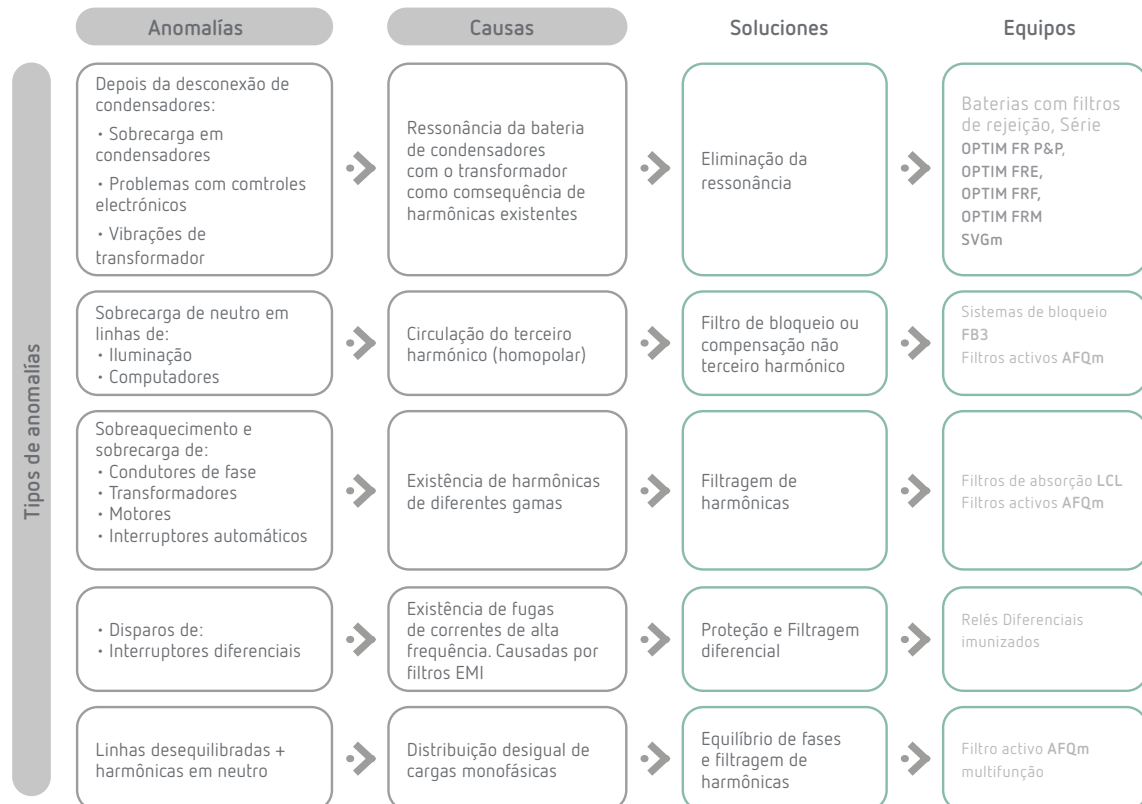 Anomalías
Causas
Soluciones
Equipos
Tipos de anomalías
Depois da desconexão de
condensadores:
• Sobrecarga em
condensadores
• Problemas com comtroles
electrónicos
• Vibrações de
transformador
Ressonância da bateria
de condensadores
com o transformador
como comsequência de
harmônicas existentes
Eliminação da
ressonância
Baterias com filtros
de rejeição, Série
OPTIM FR P&P,
OPTIM FRE,
OPTIM FRF,
OPTIM FRM
SVGm
Sobrecarga de neutro em
linhas de:
• Iluminação
• Computadores
Circulação do terceiro
harmónico (homopolar)
Filtro de bloqueio ou
compensação não
terceiro harmónico
Sistemas de bloqueio
FB3
Filtros activos AFQm
Sobreaquecimento e
sobrecarga de:
• Condutores de fase
• Transformadores
• Motores
• Interruptores automáticos
Existência de harmônicas
de diferentes gamas
Filtragem de
harmônicas
Filtros de absorção LCL
Filtros activos AFQm
• Disparos de:
• Interruptores diferenciais
Existência de fugas
de correntes de alta
frequência. Causadas por
filtros EMI
Proteção e Filtragem
diferencial
Relés Diferenciais
imunizados
Linhas desequilibradas +
harmônicas em neutro
Distribuição desigual de
cargas monofásicas
Equilíbrio de fases
e filtragem de
harmônicas
Filtro activo AFQm
multifunção